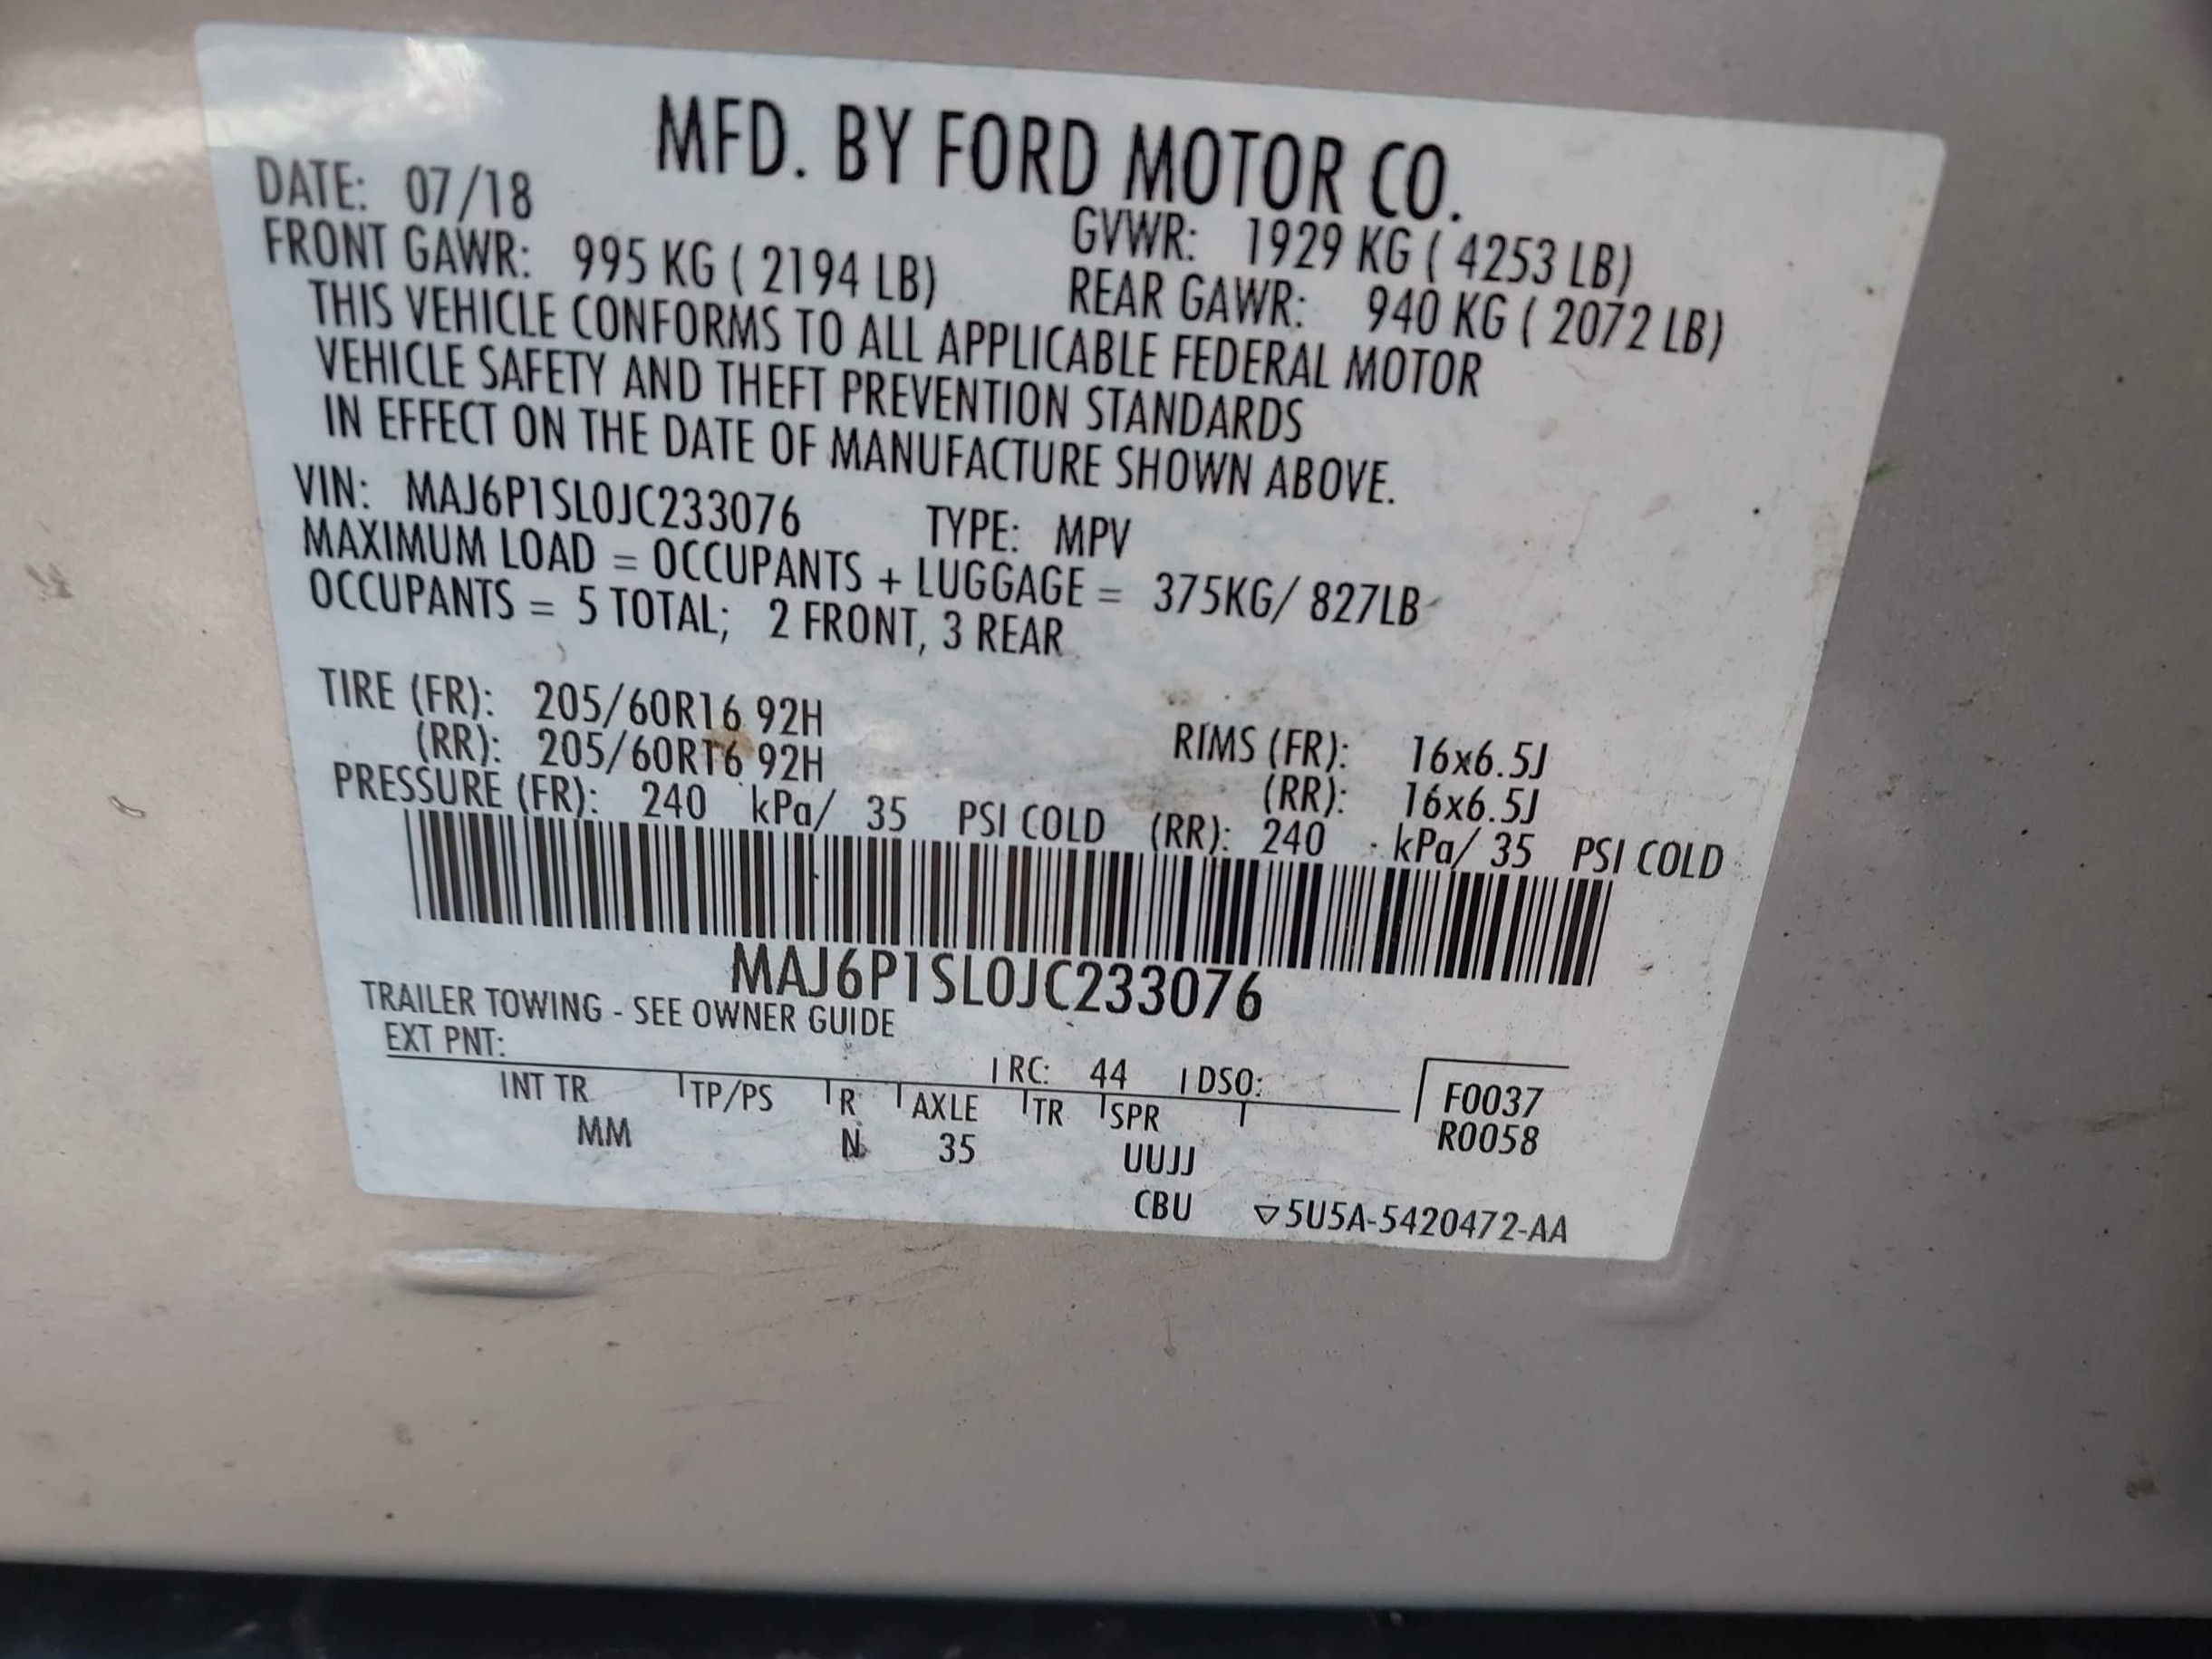 MFD. BY FORD MOTOR CO.
DATE: 07/18 GVWR: 1929 KG ( 4253 LB)
FRONT GAWR: 995 KG ( 2194 LB) REAR GAWR: 940 KG ( 2072 LB)
THIS VEHICLE CONFORMS TO ALL APPLICABLE FEDERAL MOTOR
VEHICLE SAFETY AND THEFT PREVENTION STANDARDS
IN EFFECT ON THE DATE OF MANUFACTURE SHOWN ABOVE.
VIN: MAJ6P1SL0JC233076 TYPE: MPV
MAXIMUM LOAD = OCCUPANTS + LUGGAGE = 375KG/ 827LB
OCCUPANTS = 5 TOTAL; 2 FRONT, 3 REAR
TIRE (FR): 205/60R16 92H RIMS (FR): 16x6.5J
(RR): 205/60R16 92H (RR): 16x6.5J
PRESSURE (FR): 240 kPa/ 35 PSI COLD (RR): 240 kPa/ 35 PSI COLD
MAJ6P1SL0JC233076
TRAILER TOWING - SEE OWNER GUIDE
EXT PNT: RC: 44 DSO: F0037
INT TR TP/PS R AXLE TR SPR R0058
MM N 35 UUJJ
CBU ▽5U5A-5420472-AA